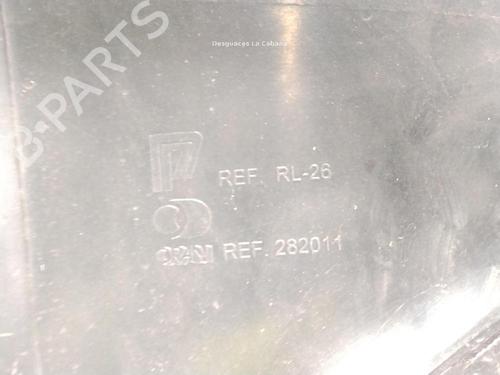 Desguaces La Cabaña
B-PARTS
REF. RL-26
REF. 282011